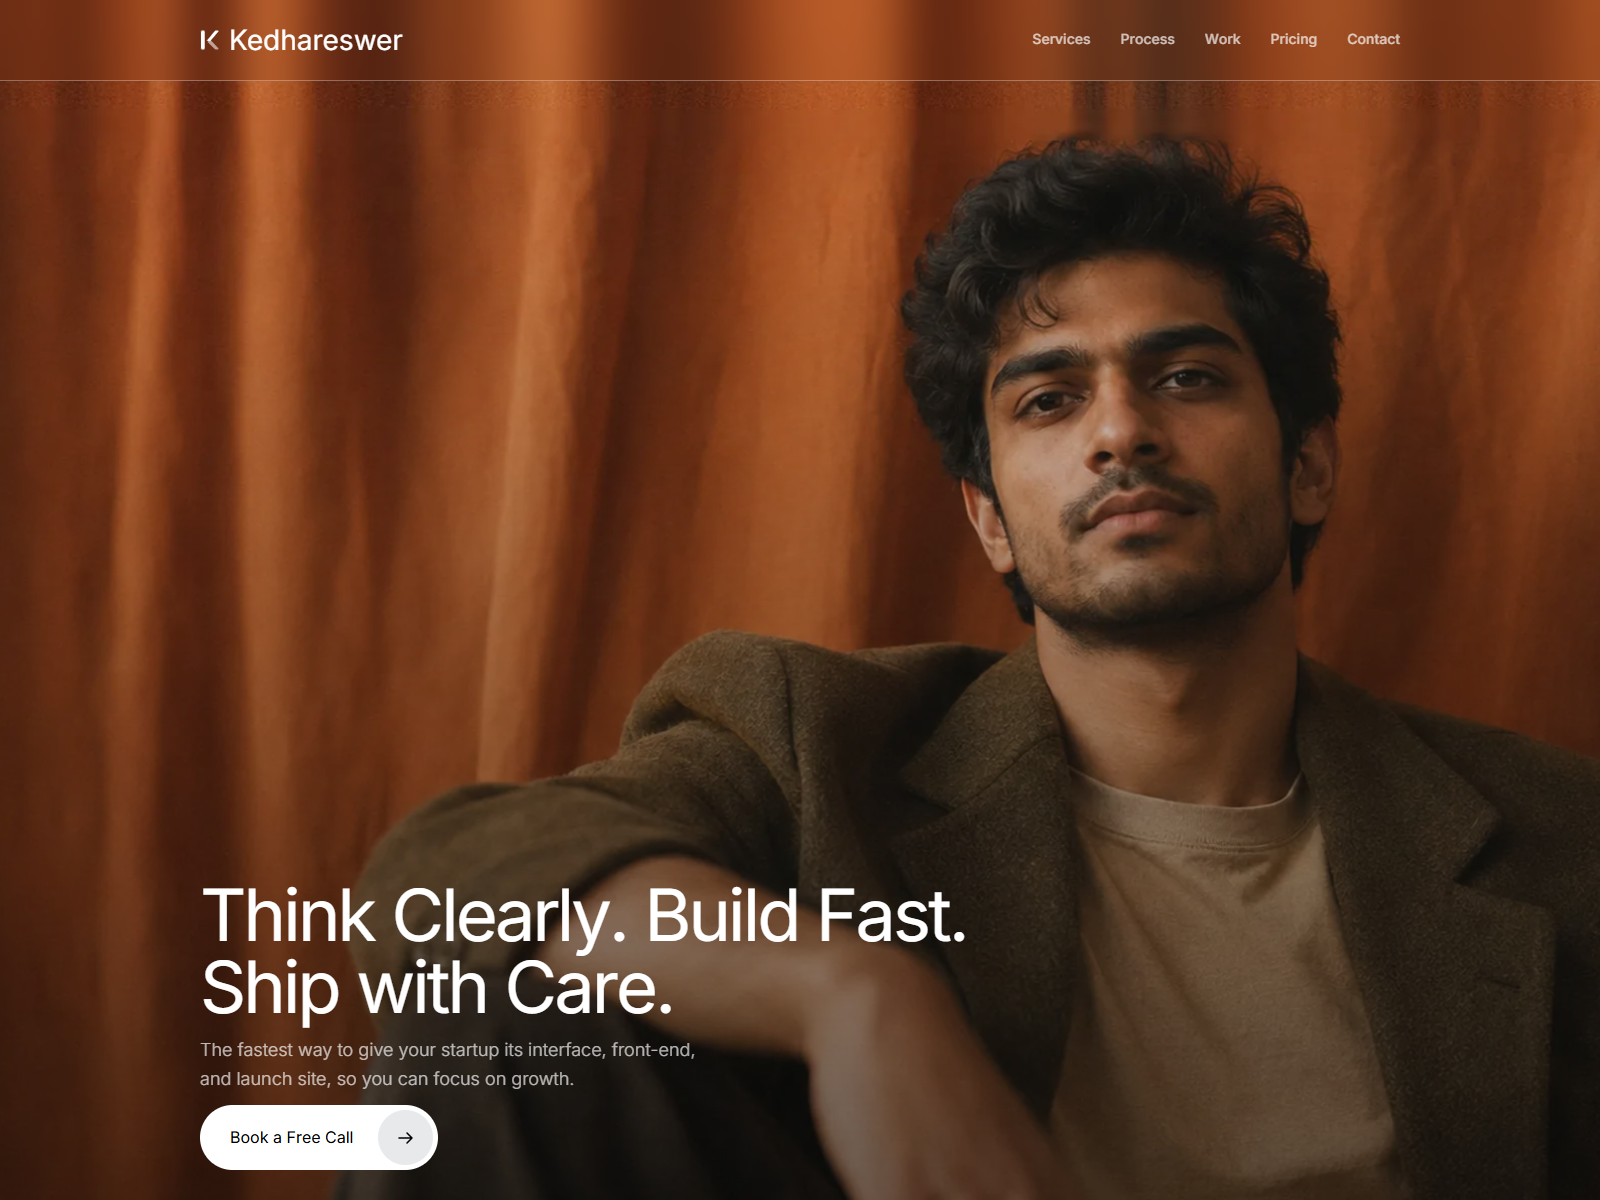 Kedhareswer
Services Process Work Pricing Contact
Think Clearly. Build Fast.
Ship with Care.
The fastest way to give your startup its interface, front-end,
and launch site, so you can focus on growth.
Book a Free Call